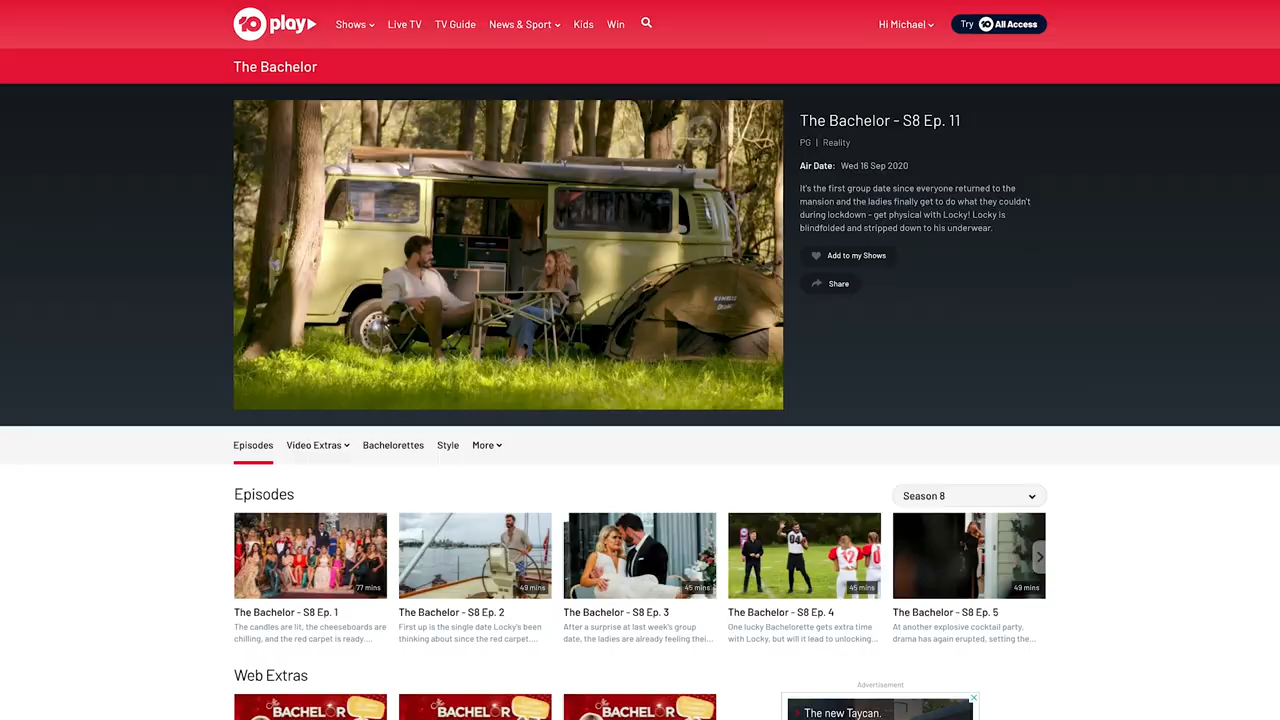 10 play
Shows
Live TV
TV Guide
News & Sport
Kids
Win
Hi Michael
Try 10 All Access
The Bachelor
The Bachelor - S8 Ep. 11
PG | Reality
Air Date: Wed 16 Sep 2020
It's the first group date since everyone returned to the
mansion and the ladies finally get to do what they couldn't
during lockdown - get physical with Locky! Locky is
blindfolded and stripped down to his underwear.
Add to my Shows
Share
Episodes
Video Extras
Bachelorettes
Style
More
Episodes
Season 8
77 mins
49 mins
45 mins
04
45 mins
49 mins
The Bachelor - S8 Ep. 1
The candles are lit, the cheeseboards are
chilling, and the red carpet is ready....
The Bachelor - S8 Ep. 2
First up is the single date Locky's been
thinking about since the red carpet....
The Bachelor - S8 Ep. 3
After a surprise at last week's group
date, the ladies are already feeling thei...
The Bachelor - S8 Ep. 4
One lucky Bachelorette gets extra time
with Locky, but will it lead to unlocking...
The Bachelor - S8 Ep. 5
At another explosive cocktail party,
drama has again erupted, setting the...
Web Extras
Advertisement
The BACHELOR
The BACHELOR
The BACHELOR
The new Taycan.